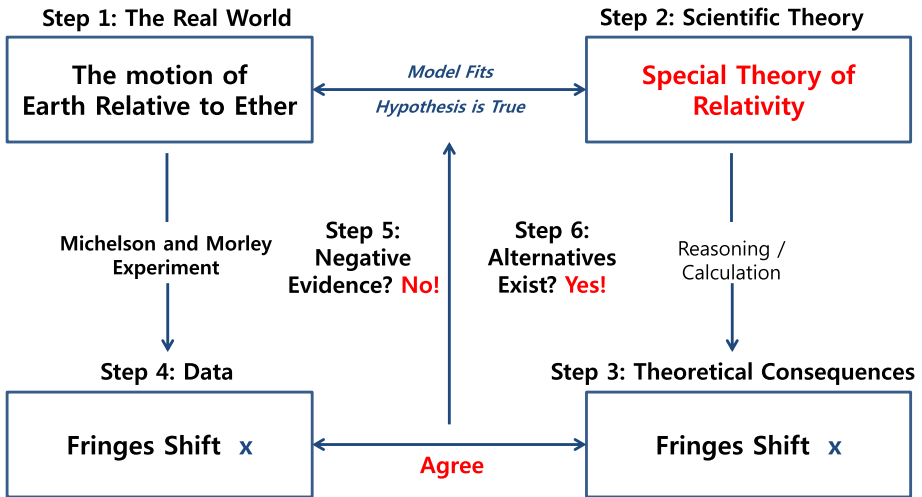 Step 1: The Real World
Step 2: Scientific Theory
The motion of
Earth Relative to Ether
Model Fits
Hypothesis is True
Special Theory of
Relativity
Michelson and Morley
Experiment
Step 5:
Negative
Evidence? No!
Step 6:
Alternatives
Exist? Yes!
Reasoning /
Calculation
Step 4: Data
Step 3: Theoretical Consequences
Fringes Shift x
Agree
Fringes Shift x